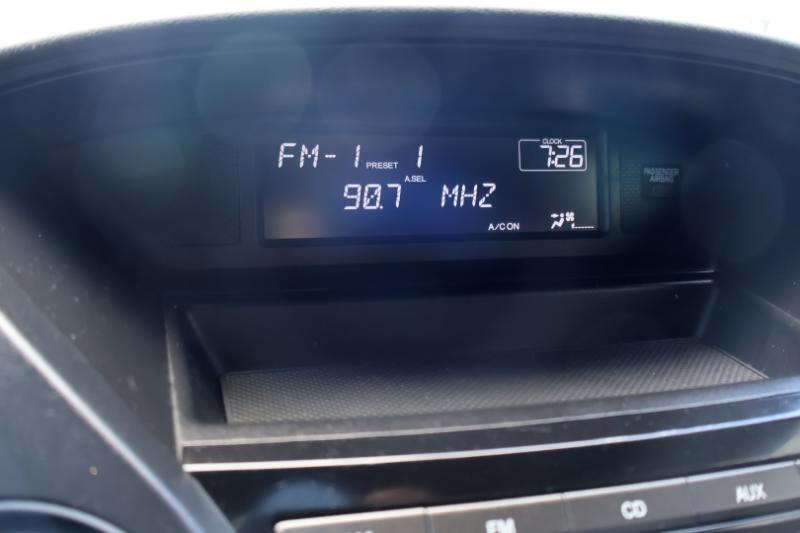 CLOCK
FM-1 PRESET 1 7:26
A.SEL
90.7 MHZ
A/C ON
PASSENGER
AIRBAG
FM CD AUX